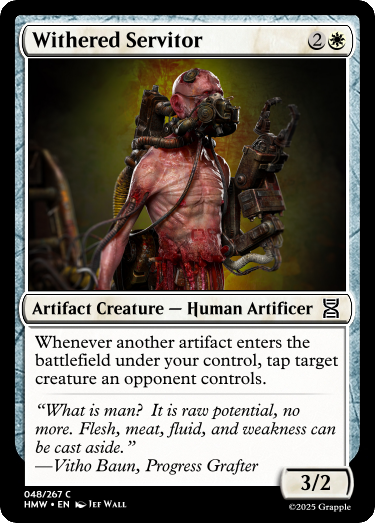 Withered Servitor 2
Artifact Creature — Human Artificer
Whenever another artifact enters the
battlefield under your control, tap target
creature an opponent controls.
“What is man? It is raw potential, no
more. Flesh, meat, fluid, and weakness can
be cast aside.”
—Vitho Baun, Progress Grafter
3/2
048/267 C
HMW • EN Jef Wall
©2025 Grapple